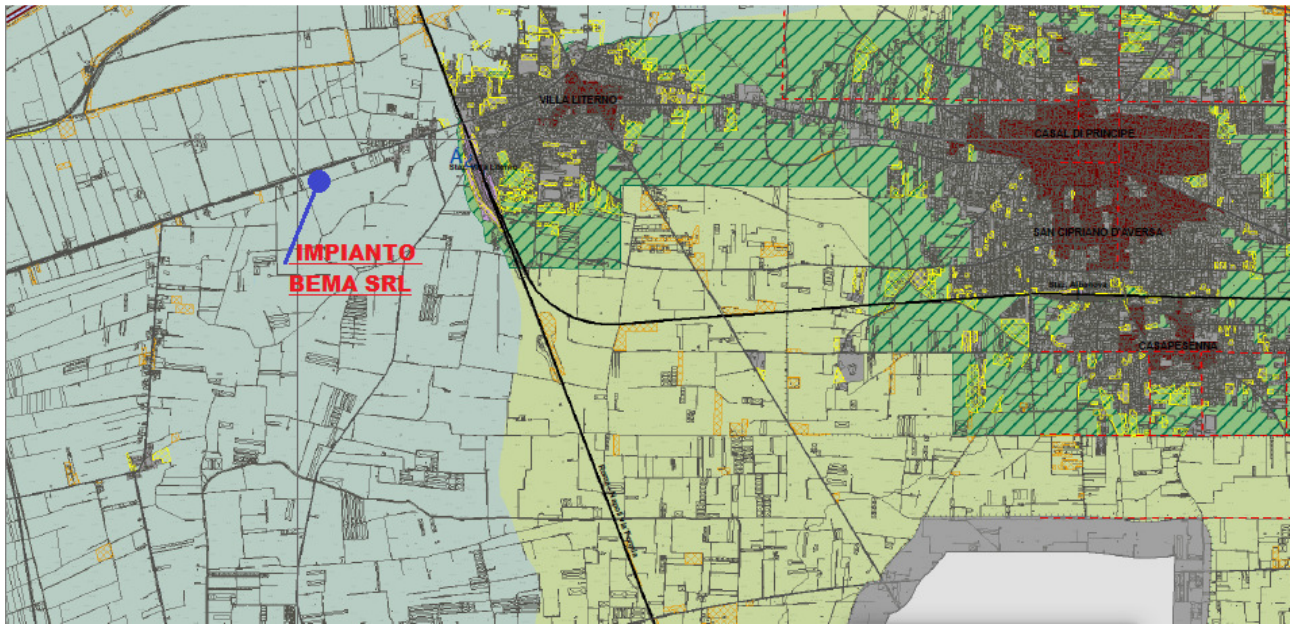 VILLA LITERNO
CASAL DI PRINCIPE
SAN CIPRIANO D'AVERSA
IMPIANTO
BEMA SRL
CASAPESENNA